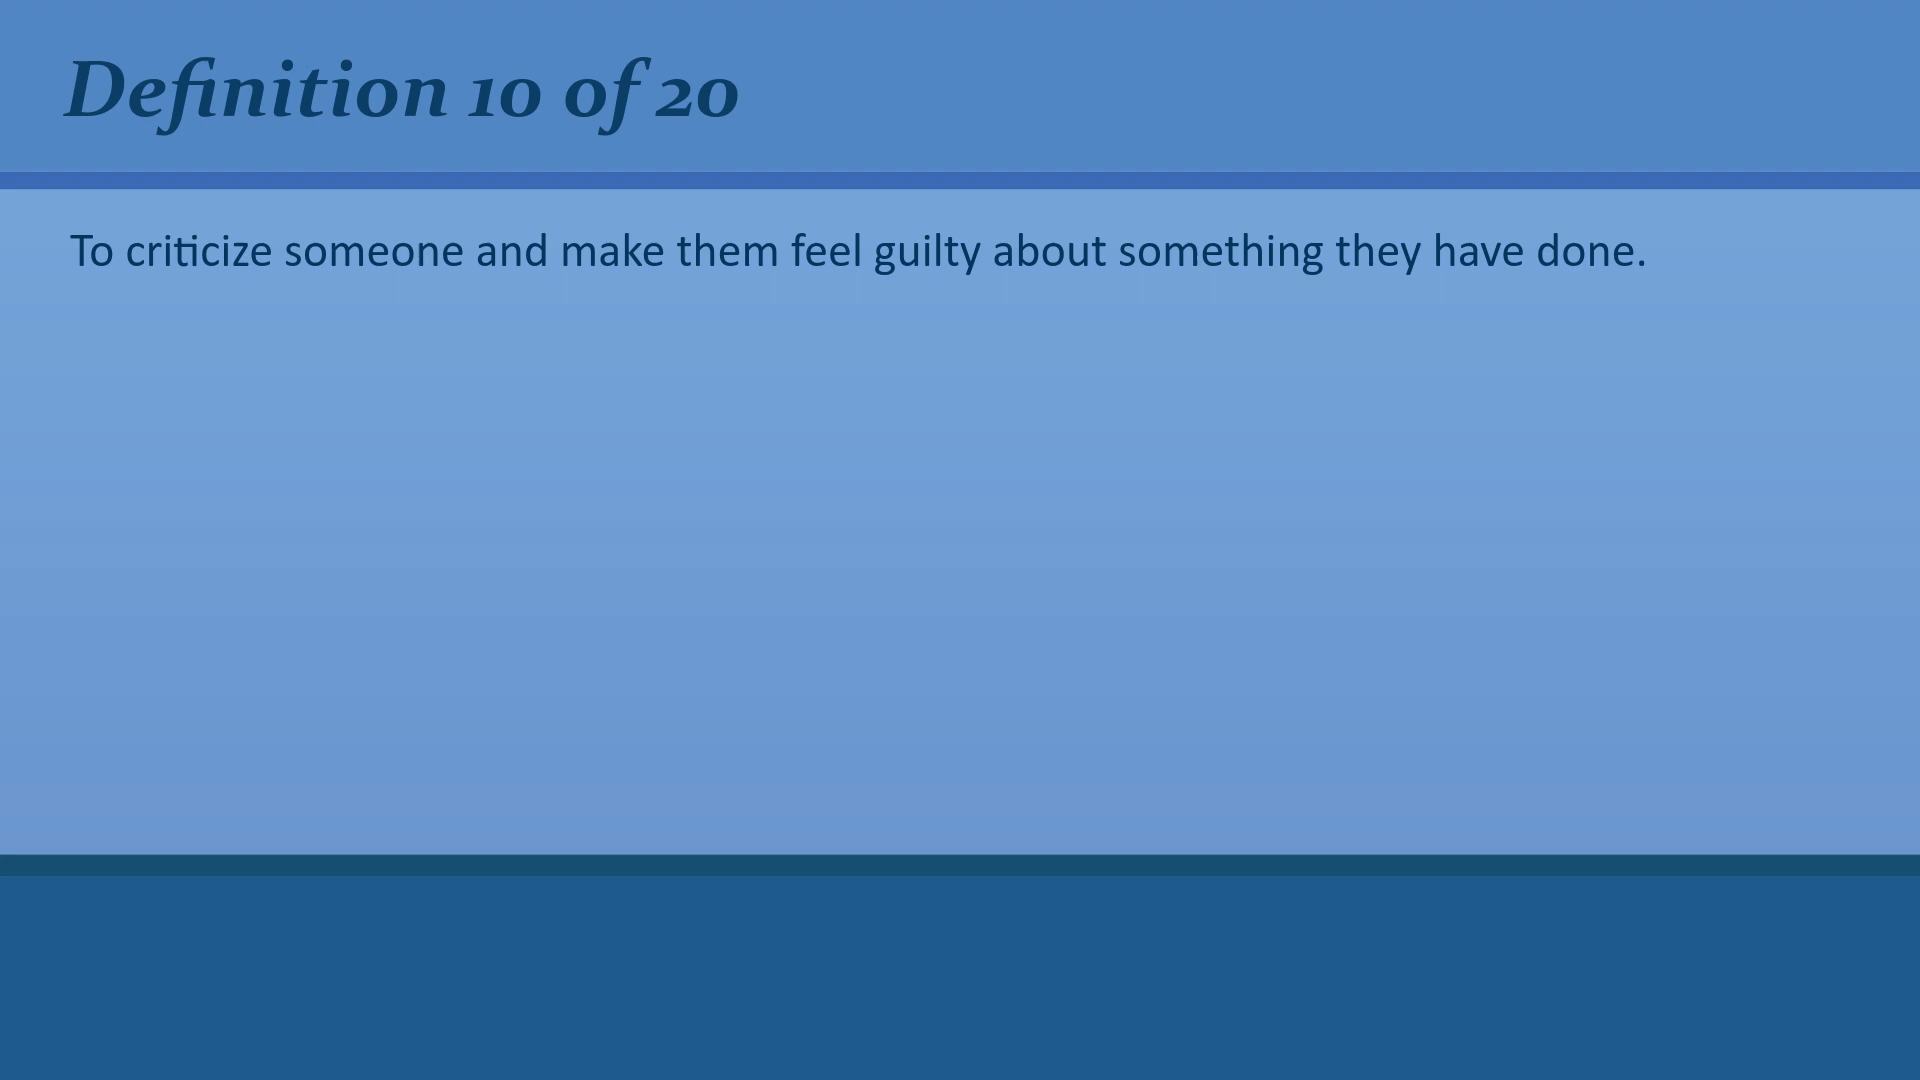 Definition 10 of 20
To criticize someone and make them feel guilty about something they have done.